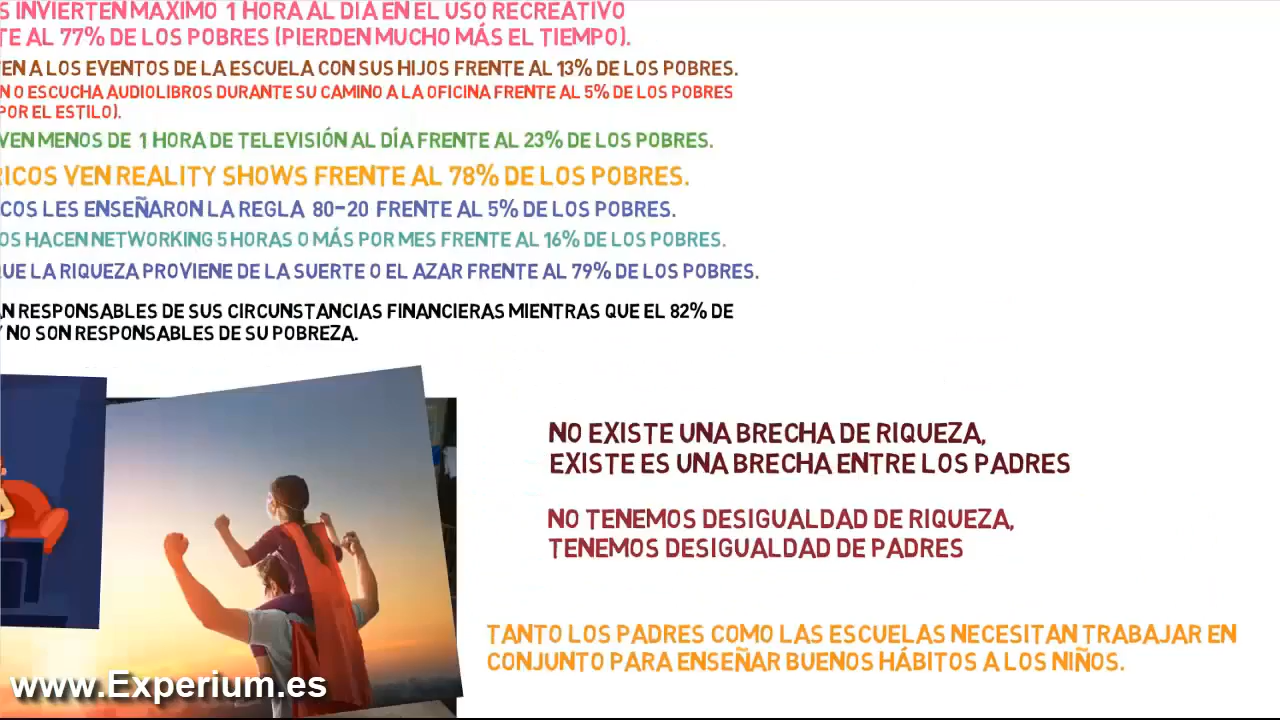 S INVIERTEN MÁXIMO 1 HORA AL DÍA EN EL USO RECREATIVO
TE AL 77% DE LOS POBRES (PIERDEN MUCHO MÁS EL TIEMPO).
EN A LOS EVENTOS DE LA ESCUELA CON SUS HIJOS FRENTE AL 13% DE LOS POBRES.
N O ESCUCHA AUDIOLIBROS DURANTE SU CAMINO A LA OFICINA FRENTE AL 5% DE LOS POBRES
POR EL ESTILO).
VEN MENOS DE 1 HORA DE TELEVISIÓN AL DÍA FRENTE AL 23% DE LOS POBRES.
RICOS VEN REALITY SHOWS FRENTE AL 78% DE LOS POBRES.
COS LES ENSEÑARON LA REGLA 80-20 FRENTE AL 5% DE LOS POBRES.
OS HACEN NETWORKING 5 HORAS O MÁS POR MES FRENTE AL 16% DE LOS POBRES.
UE LA RIQUEZA PROVIENE DE LA SUERTE O EL AZAR FRENTE AL 79% DE LOS POBRES.
AN RESPONSABLES DE SUS CIRCUNSTANCIAS FINANCIERAS MIENTRAS QUE EL 82% DE
Y NO SON RESPONSABLES DE SU POBREZA.
NO EXISTE UNA BRECHA DE RIQUEZA,
EXISTE ES UNA BRECHA ENTRE LOS PADRES
NO TENEMOS DESIGUALDAD DE RIQUEZA,
TENEMOS DESIGUALDAD DE PADRES
TANTO LOS PADRES COMO LAS ESCUELAS NECESITAN TRABAJAR EN
CONJUNTO PARA ENSEÑAR BUENOS HÁBITOS A LOS NIÑOS.
www.Experium.es